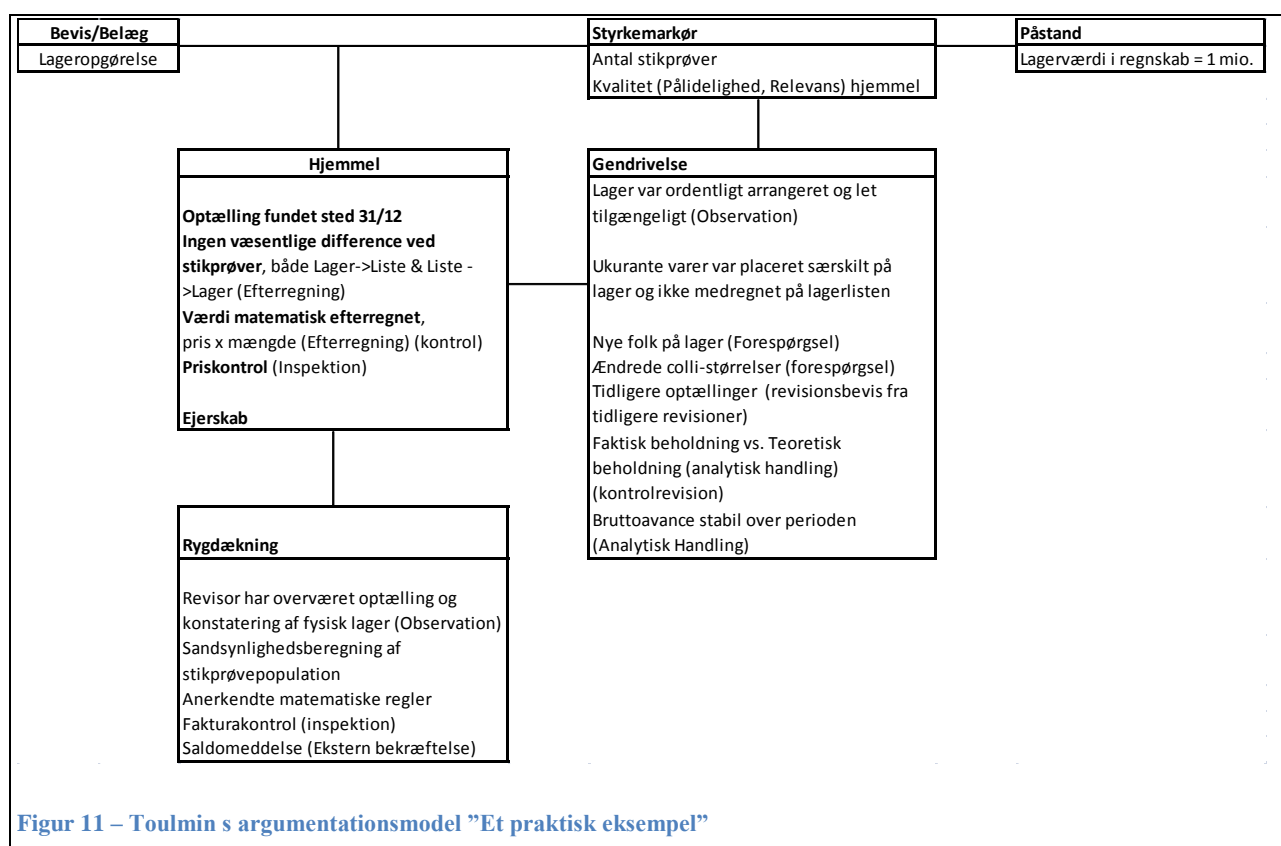 Bevis/Belæg
Lageropgørelse
Styrkemarkør
Antal stikprøver
Kvalitet (Pålidelighed, Relevans) hjemmel
Påstand
Lagerværdi i regnskab = 1 mio.
Hjemmel
Optælling fundet sted 31/12
Ingen væsentlige difference ved
stikprøver, både Lager->Liste & Liste -
>Lager (Efterregning)
Værdi matematisk efterregnet,
pris x mængde (Efterregning) (kontrol)
Priskontrol (Inspektion)
Ejerskab
Gendrivelse
Lager var ordentligt arrangeret og let
tilgængeligt (Observation)
Ukurante varer var placeret særskilt på
lager og ikke medregnet på lagerlisten
Nye folk på lager (Forespørgsel)
Ændrede colli-størrelser (forespørgsel)
Tidligere optællinger (revisionsbevis fra
tidligere revisioner)
Faktisk beholdning vs. Teoretisk
beholdning (analytisk handling)
(kontrolrevision)
Bruttoavance stabil over perioden
(Analytisk Handling)
Rygdækning
Revisor har overværet optælling og
konstatering af fysisk lager (Observation)
Sandsynlighedsberegning af
stikprøvepopulation
Anerkendte matematiske regler
Fakturakontrol (inspektion)
Saldomeddelse (Ekstern bekræftelse)
Figur 11 – Toulmin s argumentationsmodel ”Et praktisk eksempel”